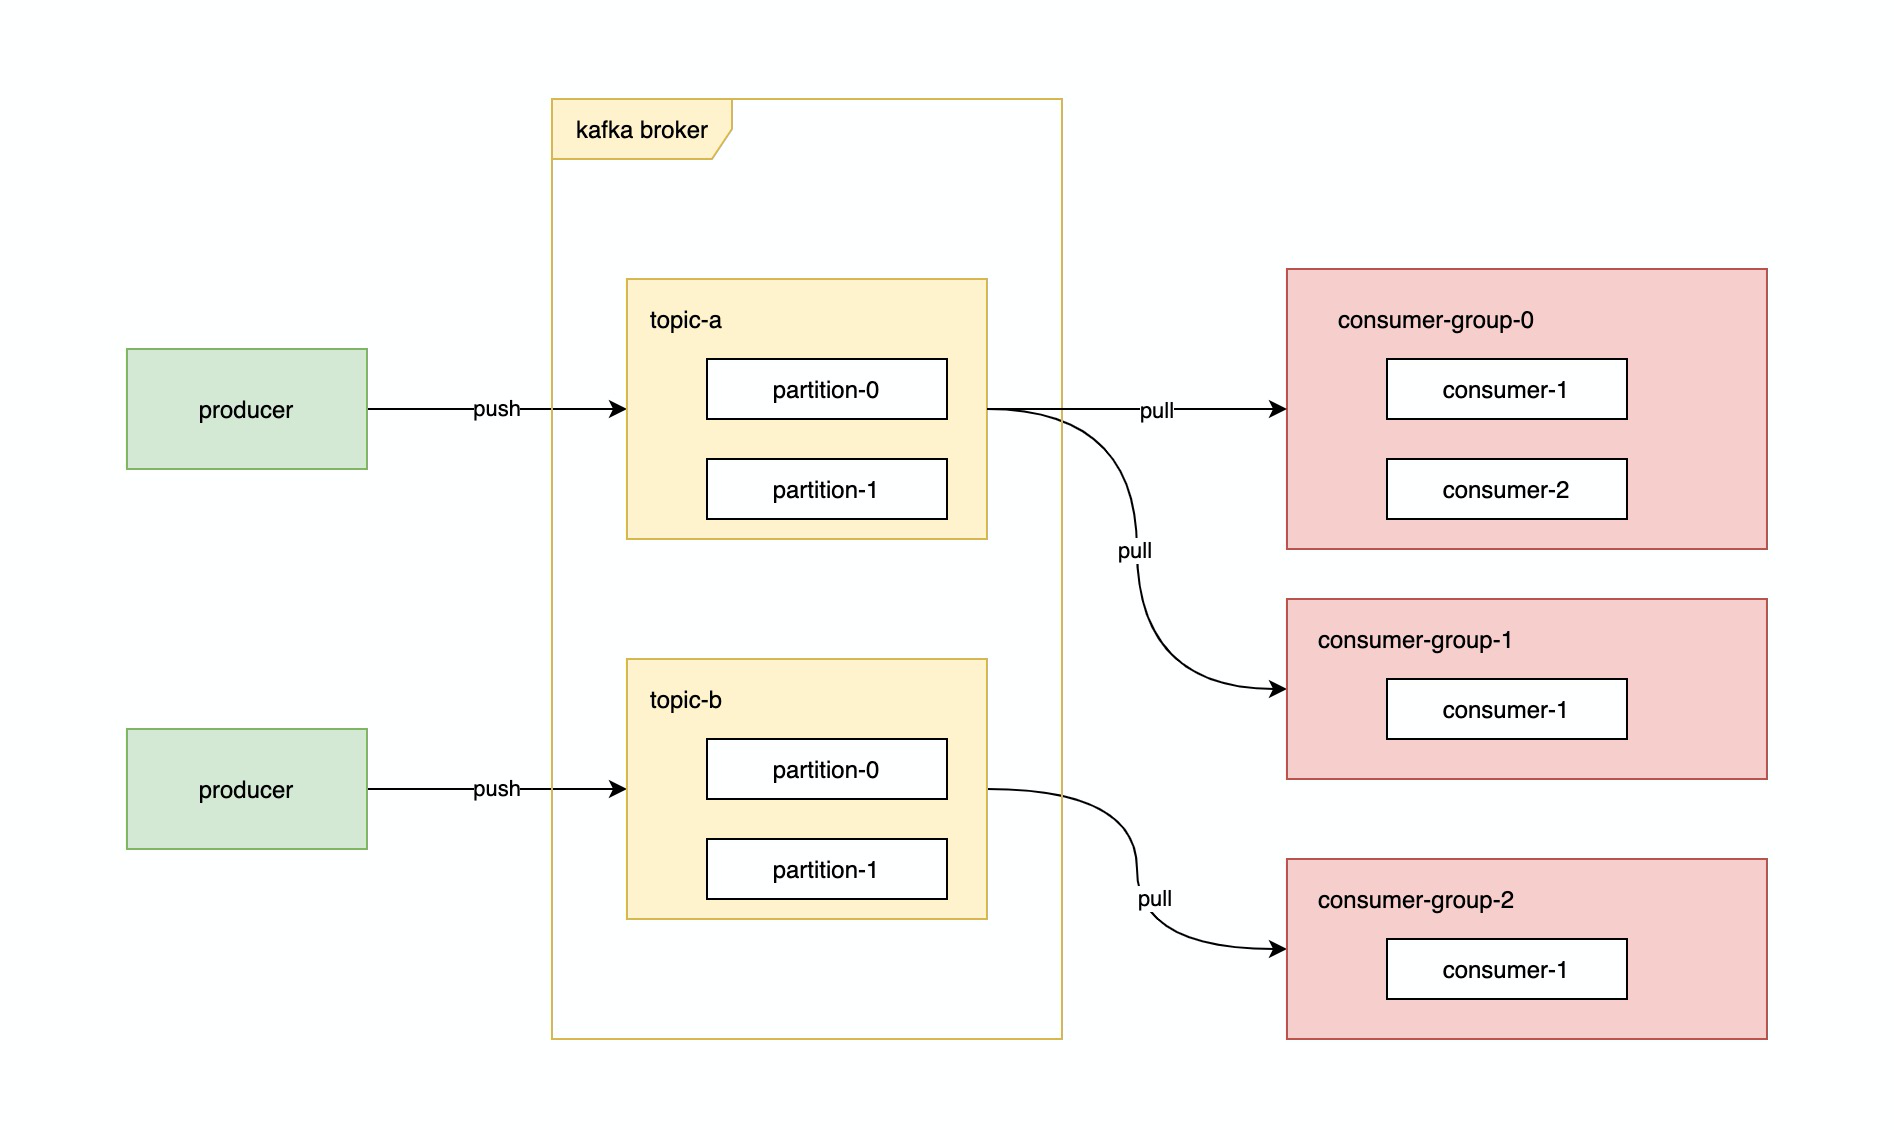 kafka broker
topic-a
consumer-group-0
partition-0
consumer-1
producer
push
pull
partition-1
consumer-2
pull
consumer-group-1
topic-b
consumer-1
partition-0
producer
push
partition-1
pull
consumer-group-2
consumer-1